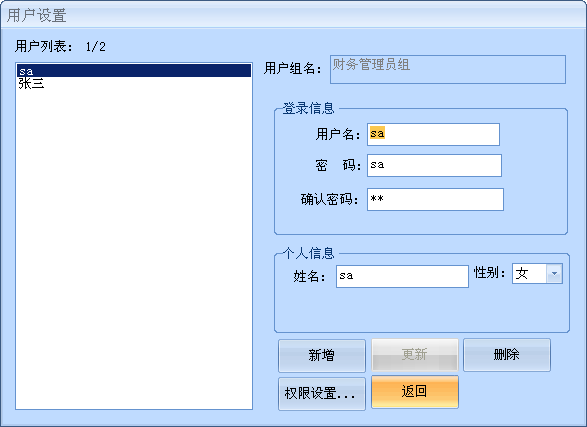 用户设置
用户列表: 1/2
sa
张三
用户组名: 财务管理员组
登录信息
用户名: sa
密 码: sa
确认密码: **
个人信息
姓名: sa 性别: 女
新增 更新 删除
权限设置... 返回